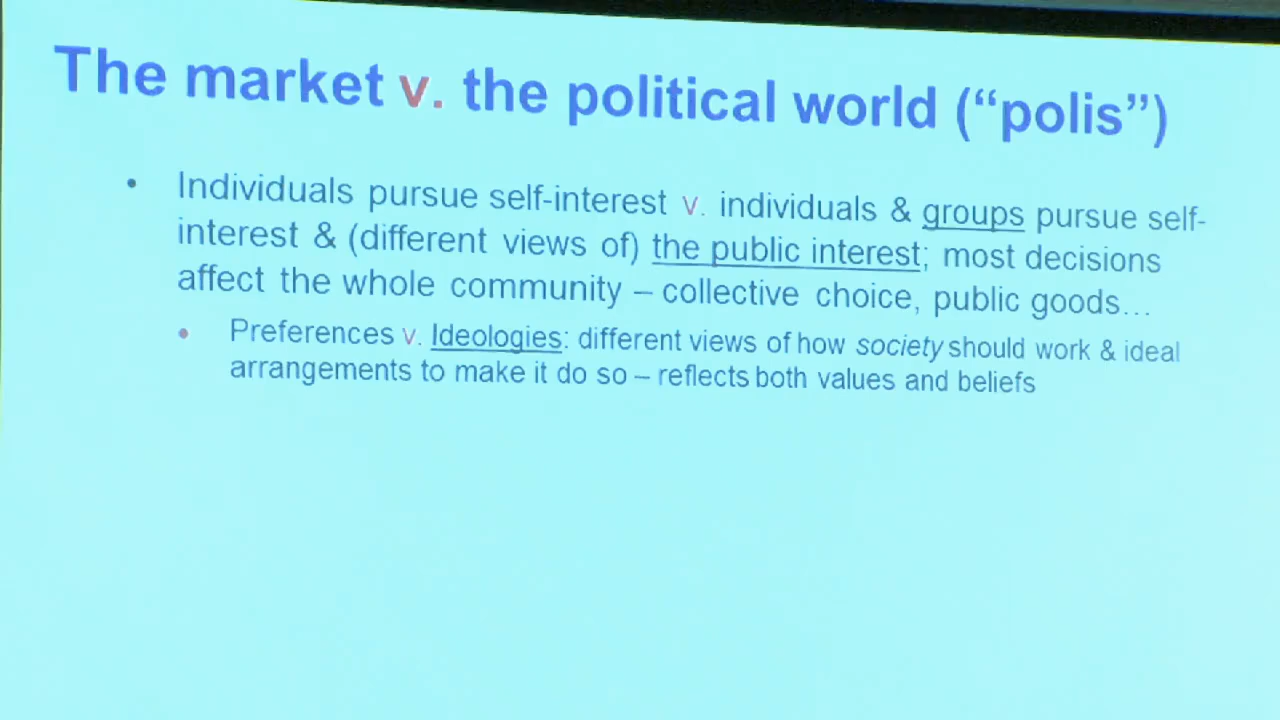 The market v. the political world (“polis”)
• Individuals pursue self-interest v. individuals & groups pursue self-
interest & (different views of) the public interest; most decisions
affect the whole community – collective choice, public goods…
• Preferences v. Ideologies: different views of how society should work & ideal
arrangements to make it do so – reflects both values and beliefs